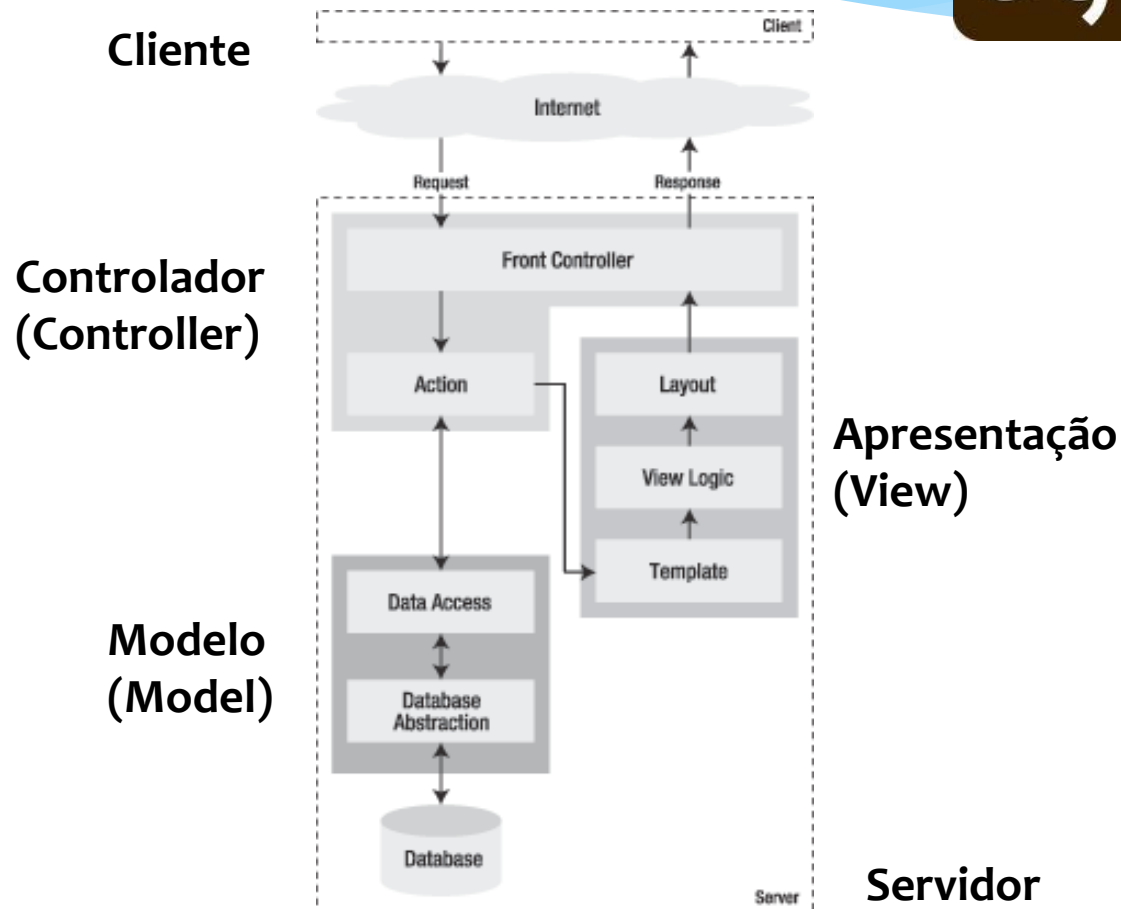 Cliente
Client
Internet
Request
Response
Controlador
(Controller)
Front Controller
Action
Layout
Apresentação
(View)
View Logic
Template
Modelo
(Model)
Data Access
Database
Abstraction
Database
Server
Servidor